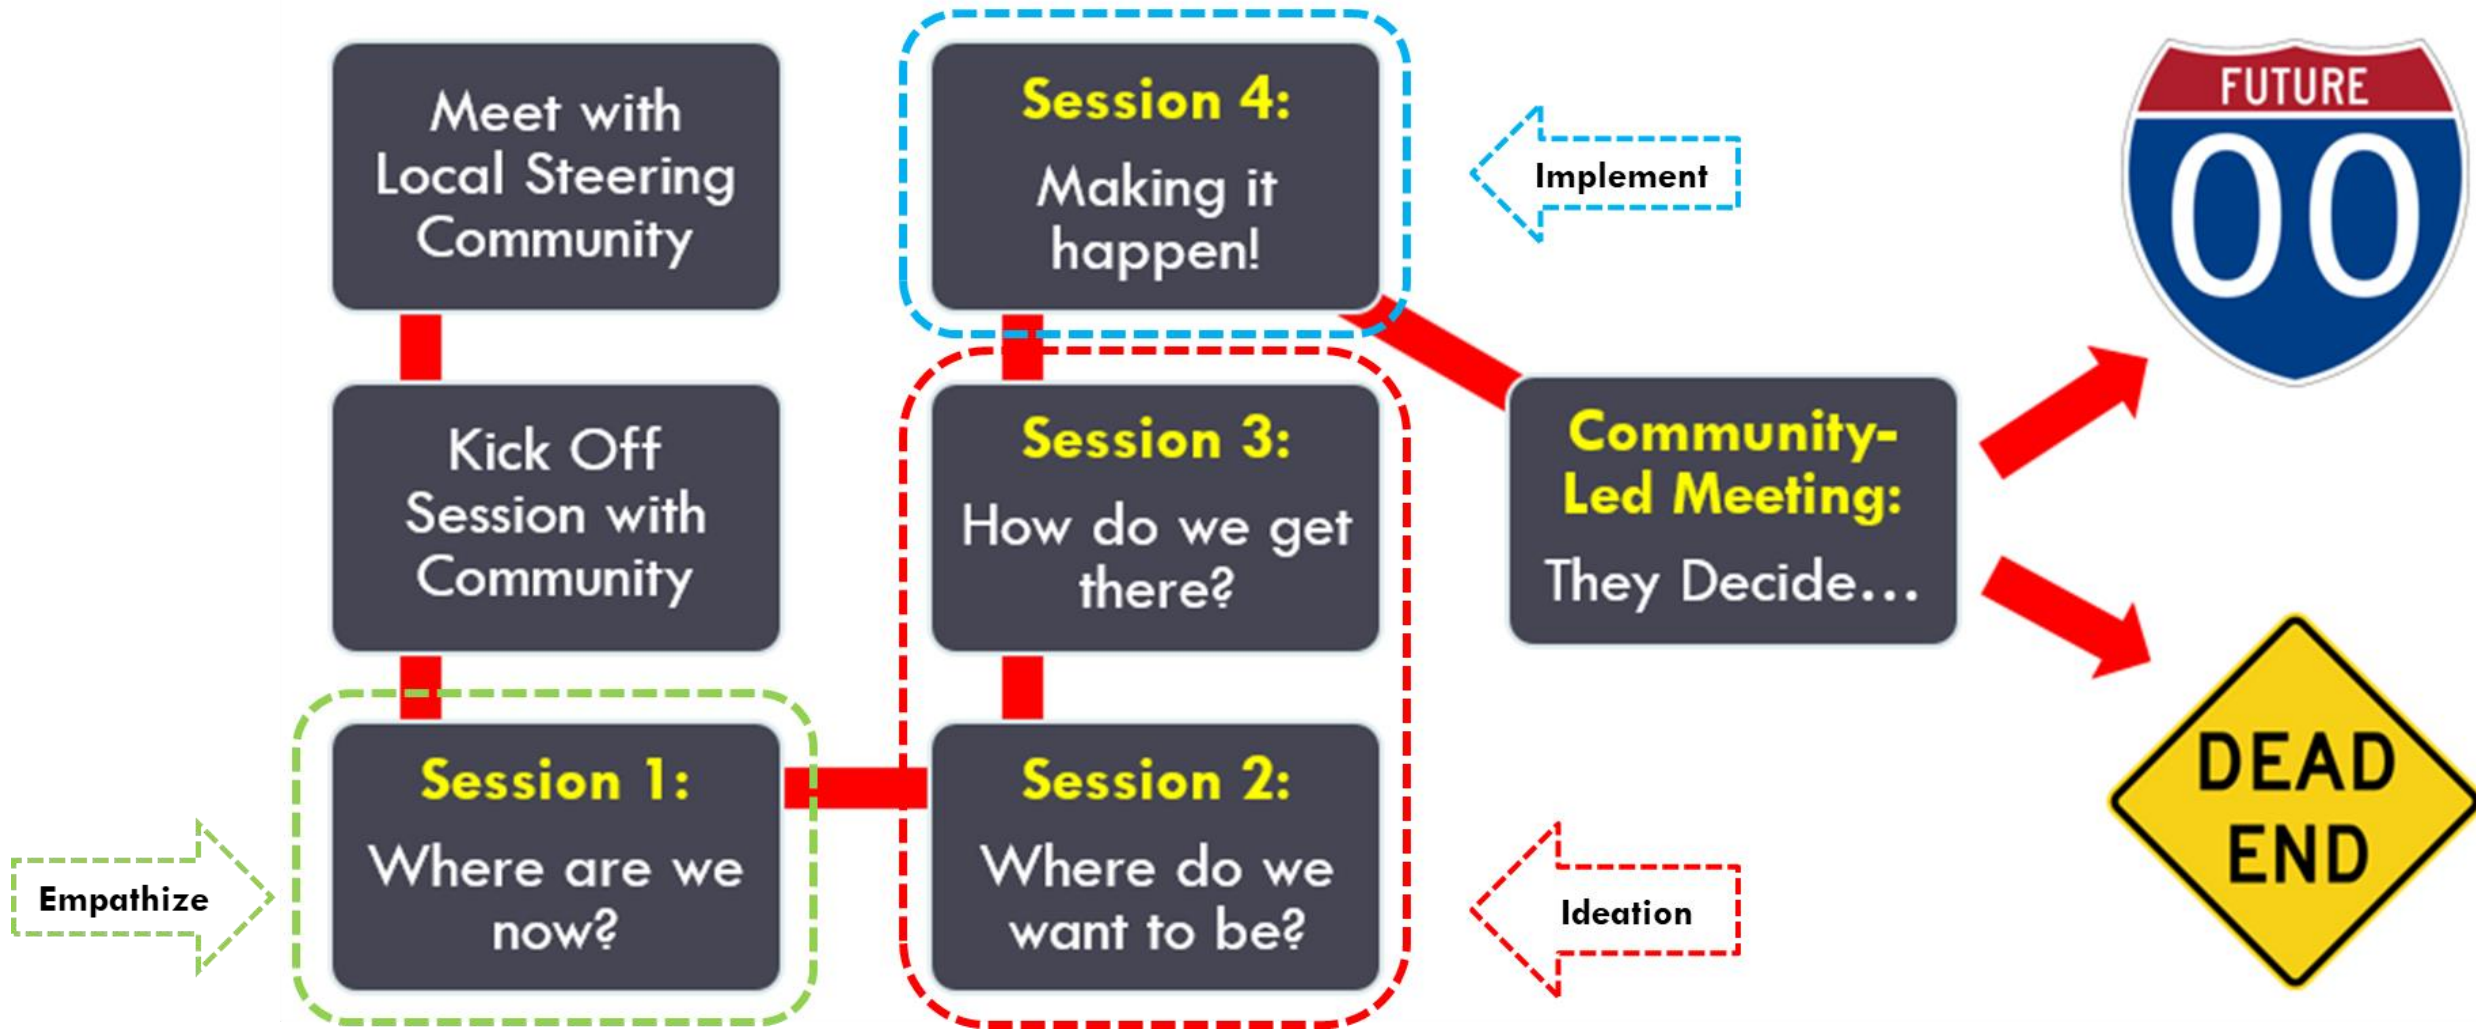 Meet with
Local Steering
Community
Kick Off
Session with
Community
Session 1:
Where are we
now?
Empathize
Session 2:
Where do we
want to be?
Ideation
Session 3:
How do we get
there?
Session 4:
Making it
happen!
Implement
Community-
Led Meeting:
They Decide...
FUTURE
00
DEAD
END